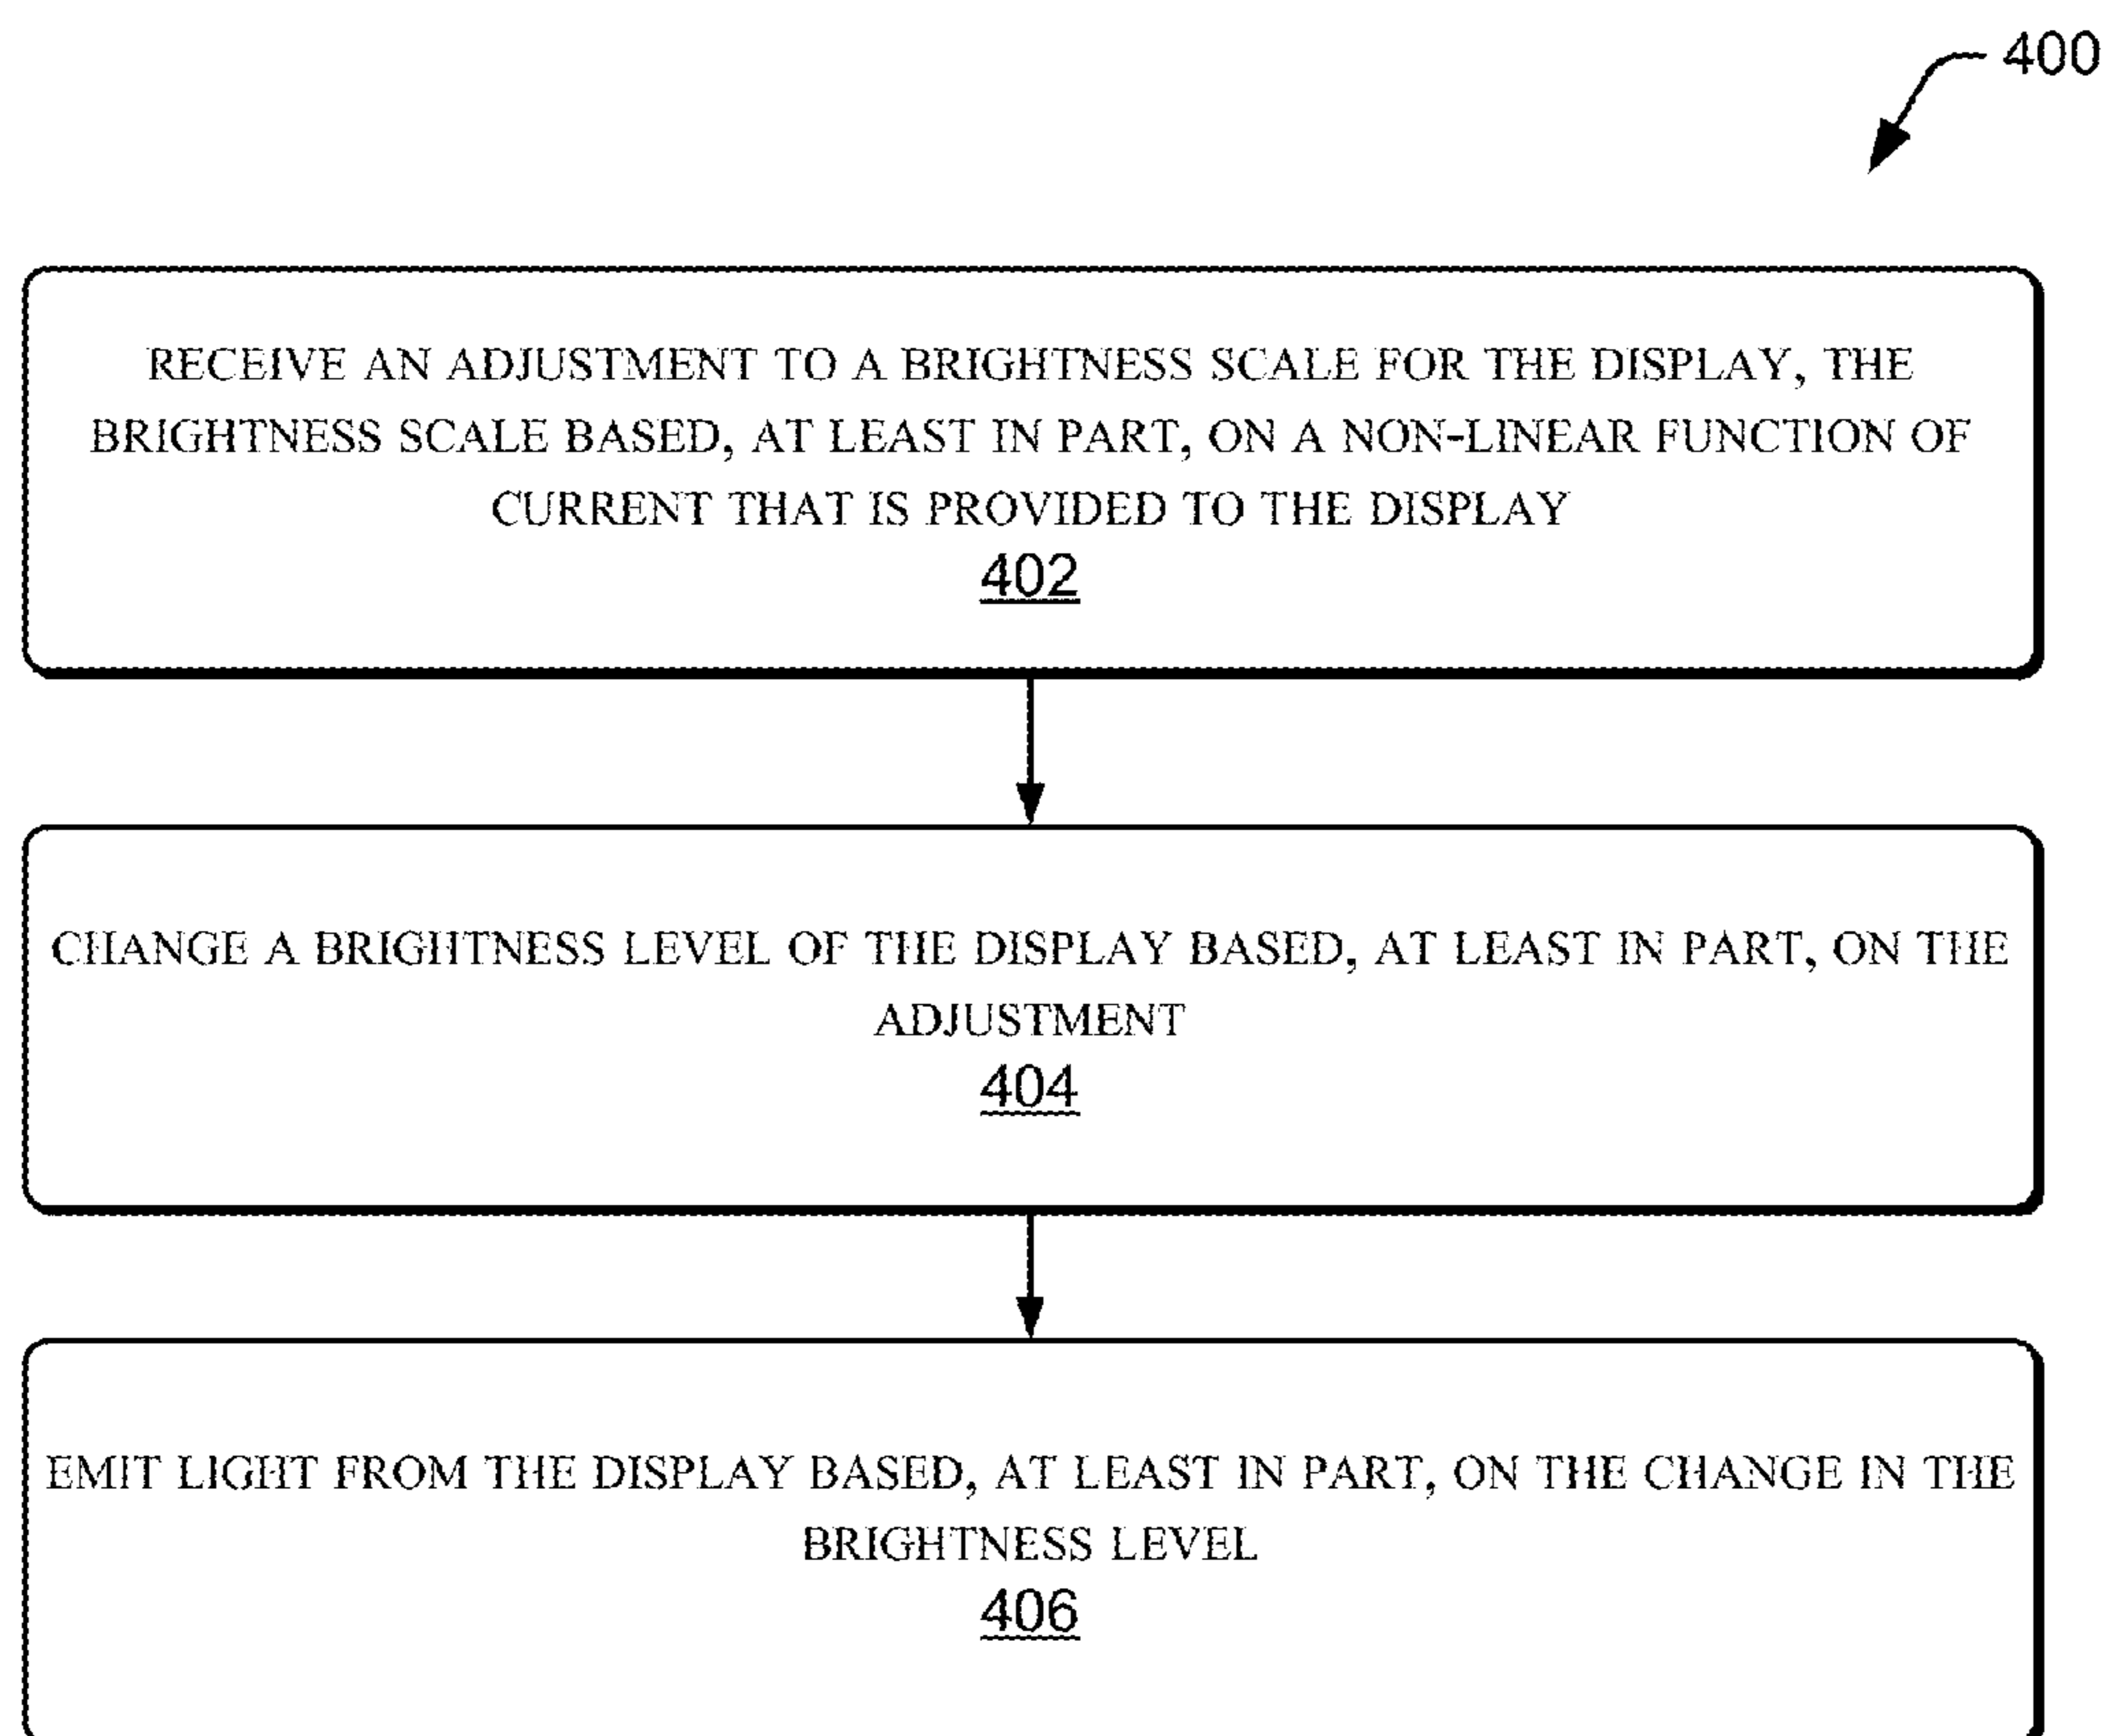 400
RECEIVE AN ADJUSTMENT TO A BRIGHTNESS SCALE FOR THE DISPLAY, THE
BRIGHTNESS SCALE BASED, AT LEAST IN PART, ON A NON-LINEAR FUNCTION OF
CURRENT THAT IS PROVIDED TO THE DISPLAY
402
CHANGE A BRIGHTNESS LEVEL OF THE DISPLAY BASED, AT LEAST IN PART, ON THE
ADJUSTMENT
404
EMIT LIGHT FROM THE DISPLAY BASED, AT LEAST IN PART, ON THE CHANGE IN THE
BRIGHTNESS LEVEL
406